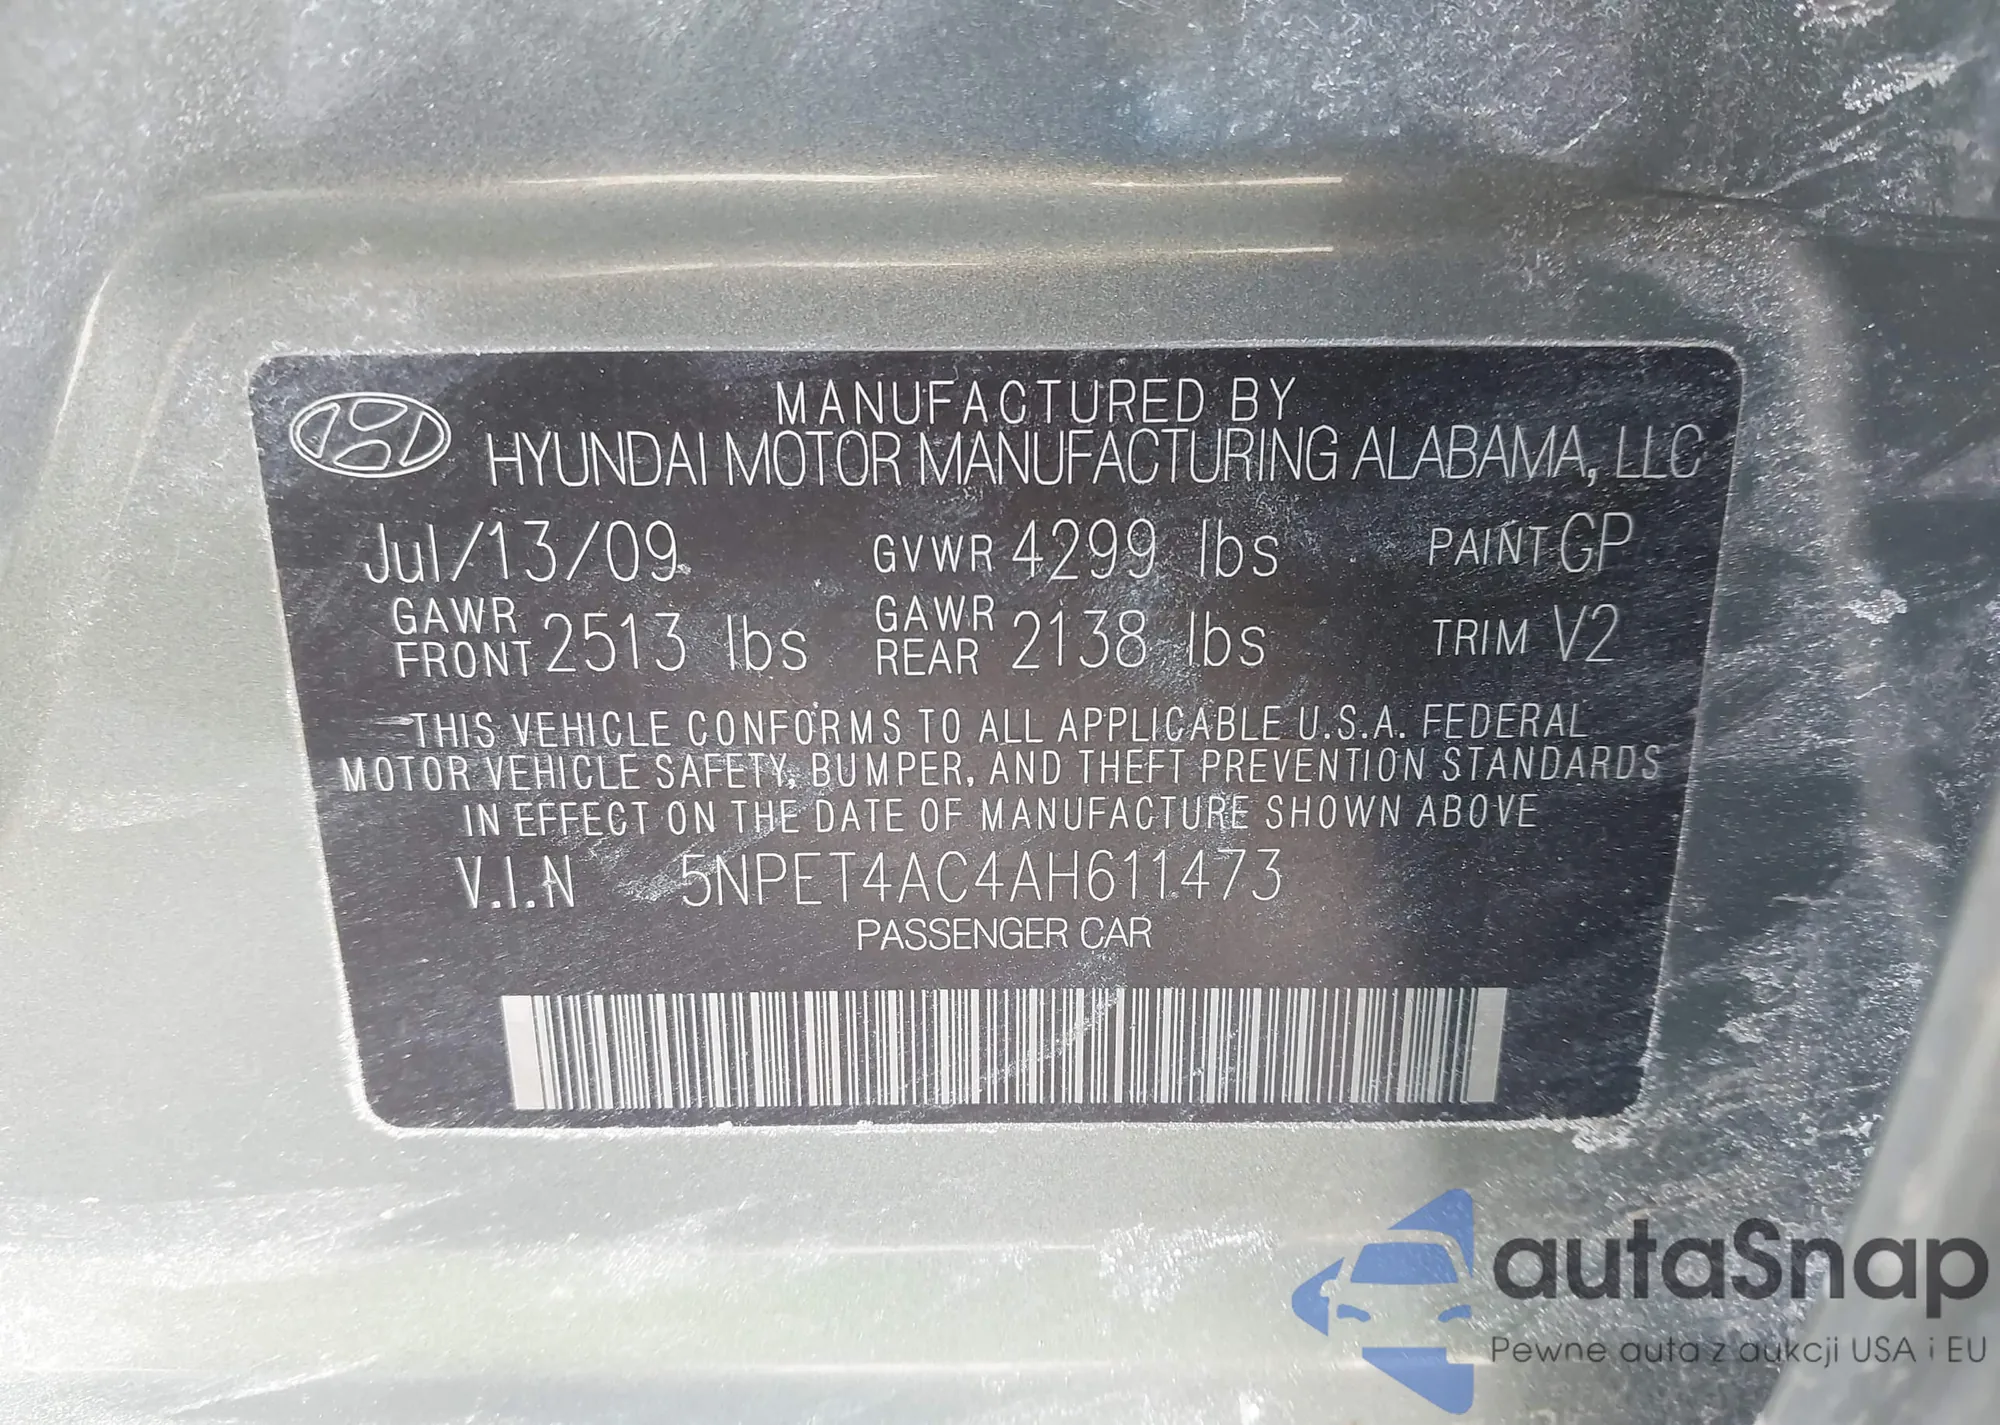 MANUFACTURED BY
HYUNDAI MOTOR MANUFACTURING ALABAMA, LLC
Jul/13/09 GVWR 4299 lbs PAINT GP
GAWR FRONT 2513 lbs GAWR REAR 2138 lbs TRIM V2
THIS VEHICLE CONFORMS TO ALL APPLICABLE U.S.A. FEDERAL
MOTOR VEHICLE SAFETY, BUMPER, AND THEFT PREVENTION STANDARDS
IN EFFECT ON THE DATE OF MANUFACTURE SHOWN ABOVE
V.I.N 5NPET4AC4AH611473
PASSENGER CAR
autaSnap
Pewne auta z aukcji USA i EU